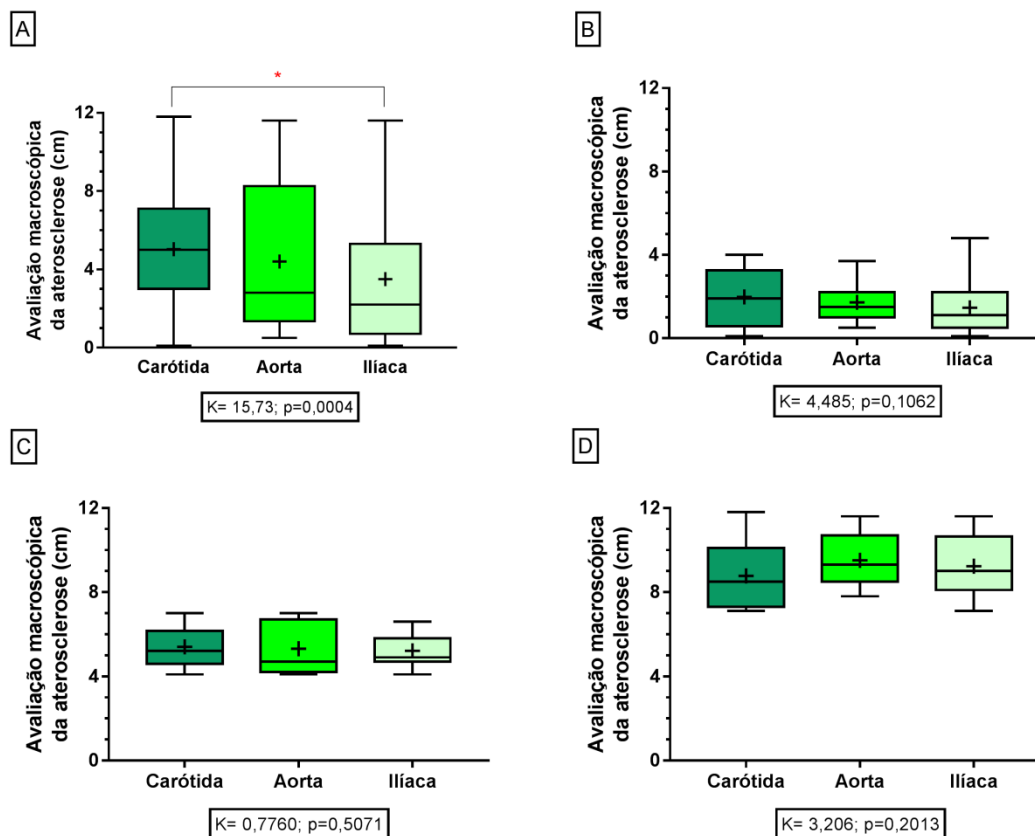 A
*
Avaliação macroscópica
da aterosclerose (cm)
12
8
4
0
Carótida Aorta Ilíaca
K= 15,73; p=0,0004
B
Avaliação macroscópica
da aterosclerose (cm)
12
8
4
0
Carótida Aorta Ilíaca
K= 4,485; p=0,1062
C
Avaliação macroscópica
da aterosclerose (cm)
12
8
4
0
Carótida Aorta Ilíaca
K= 0,7760; p=0,5071
D
Avaliação macroscópica
da aterosclerose (cm)
12
8
4
0
Carótida Aorta Ilíaca
K= 3,206; p=0,2013